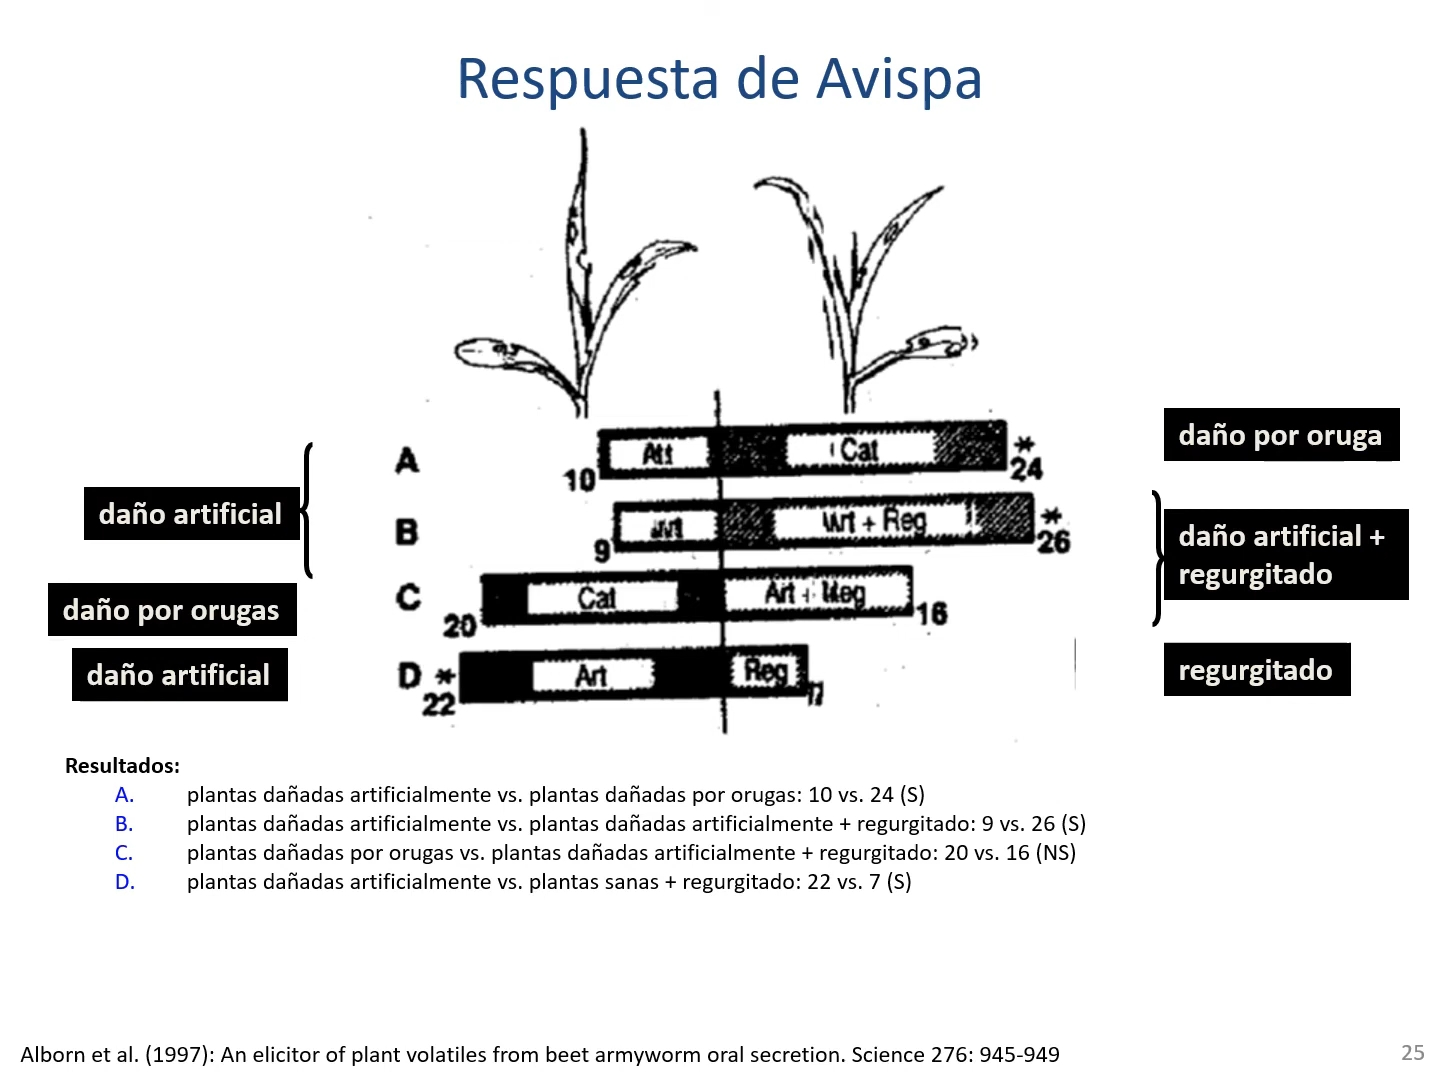 Respuesta de Avispa
daño por oruga
A
10
Cat
*
24
daño artificial
B
9
+ Reg
*
26
daño artificial +
regurgitado
daño por orugas
C
20
Cat
Art +
16
daño artificial
D *
22
Art
Reg
regurgitado
Resultados:
A. plantas dañadas artificialmente vs. plantas dañadas por orugas: 10 vs. 24 (S)
B. plantas dañadas artificialmente vs. plantas dañadas artificialmente + regurgitado: 9 vs. 26 (S)
C. plantas dañadas por orugas vs. plantas dañadas artificialmente + regurgitado: 20 vs. 16 (NS)
D. plantas dañadas artificialmente vs. plantas sanas + regurgitado: 22 vs. 7 (S)
Alborn et al. (1997): An elicitor of plant volatiles from beet armyworm oral secretion. Science 276: 945-949
25